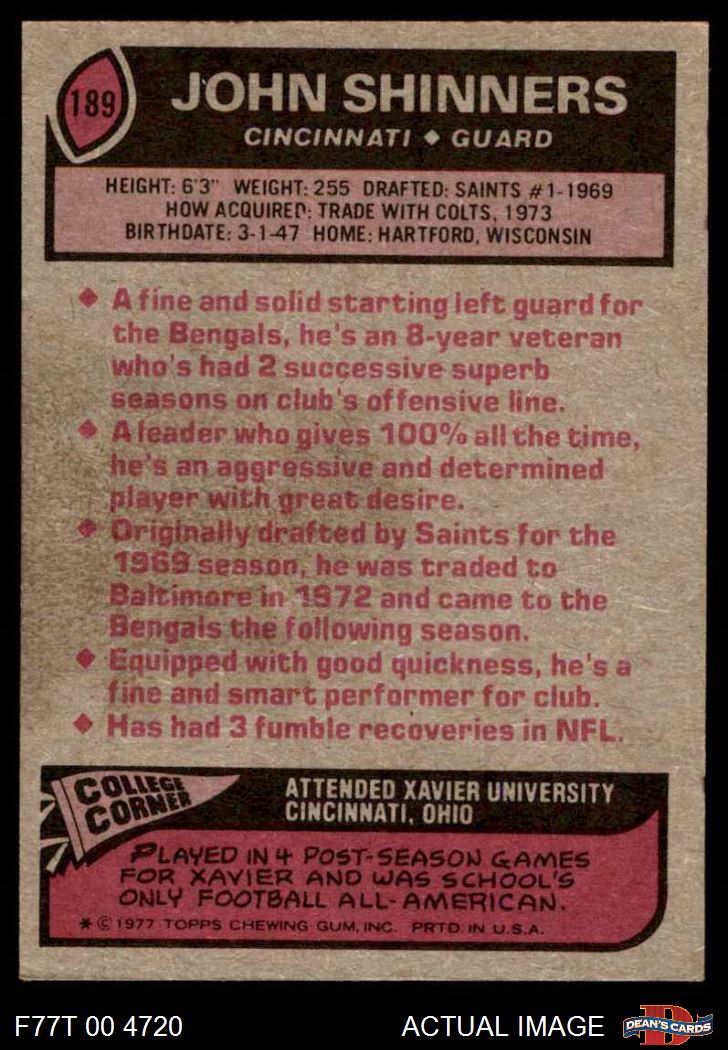 189
JOHN SHINNERS
CINCINNATI ◆ GUARD
HEIGHT: 6'3" WEIGHT: 255 DRAFTED: SAINTS #1-1969
HOW ACQUIRED: TRADE WITH COLTS, 1973
BIRTHDATE: 3-1-47 HOME: HARTFORD, WISCONSIN
◆ A fine and solid starting left guard for
the Bengals, he's an 8-year veteran
who's had 2 successive superb
seasons on club's offensive line.
◆ A leader who gives 100% all the time,
he's an aggressive and determined
player with great desire.
◆ Originally drafted by Saints for the
1969 season, he was traded to
Baltimore in 1972 and came to the
Bengals the following season.
◆ Equipped with good quickness, he's a
fine and smart performer for club.
◆ Has had 3 fumble recoveries in NFL.
COLLEGE
CORNER
ATTENDED XAVIER UNIVERSITY
CINCINNATI, OHIO
PLAYED IN 4 POST-SEASON GAMES
FOR XAVIER AND WAS SCHOOL'S
ONLY FOOTBALL ALL-AMERICAN.
* © 1977 TOPPS CHEWING GUM, INC. PRTD. IN U.S.A.
F77T 00 4720
ACTUAL IMAGE
D
DEAN'S CARDS